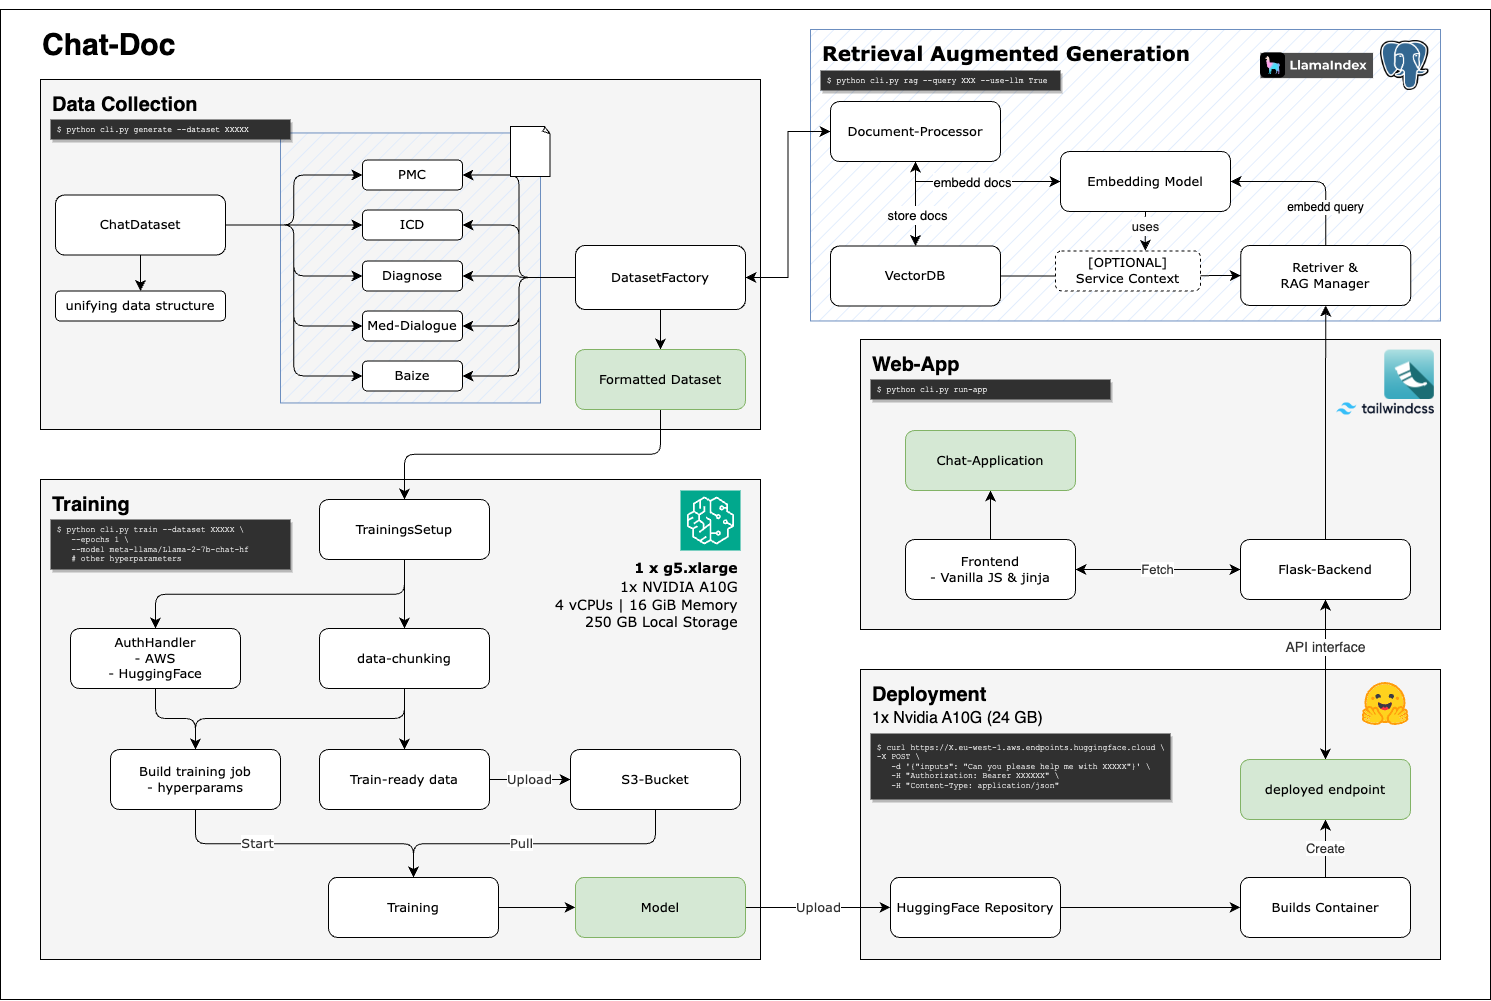 Chat-Doc
Data Collection
$ python cli.py generate --dataset XXXXX
ChatDataset
unifying data structure
PMC
ICD
Diagnose
Med-Dialogue
Baize
DatasetFactory
Formatted Dataset
Retrieval Augmented Generation
$ python cli.py rag --query XXX --use-llm True
LlamaIndex
Document-Processor
embedd docs
Embedding Model
embedd query
store docs
uses
VectorDB
[OPTIONAL]
Service Context
Retriver &
RAG Manager
Web-App
$ python cli.py run-app
tailwindcss
Chat-Application
Frontend
- Vanilla JS & jinja
Fetch
Flask-Backend
API interface
Training
$ python cli.py train --dataset XXXXX \
--epochs 1 \
--model meta-llama/Llama-2-7b-chat-hf
# other hyperparameters
TrainingsSetup
1 x g5.xlarge
1x NVIDIA A10G
4 vCPUs | 16 GiB Memory
250 GB Local Storage
AuthHandler
- AWS
- HuggingFace
data-chunking
Build training job
- hyperparams
Train-ready data
Upload
S3-Bucket
Start
Pull
Training
Model
Upload
Deployment
1x Nvidia A10G (24 GB)
$ curl https://X.eu-west-1.aws.endpoints.huggingface.cloud \
-X POST \
-d '{"inputs": "Can you please help me with XXXXX"}' \
-H "Authorization: Bearer XXXXXX" \
-H "Content-Type: application/json"
deployed endpoint
Create
HuggingFace Repository
Builds Container